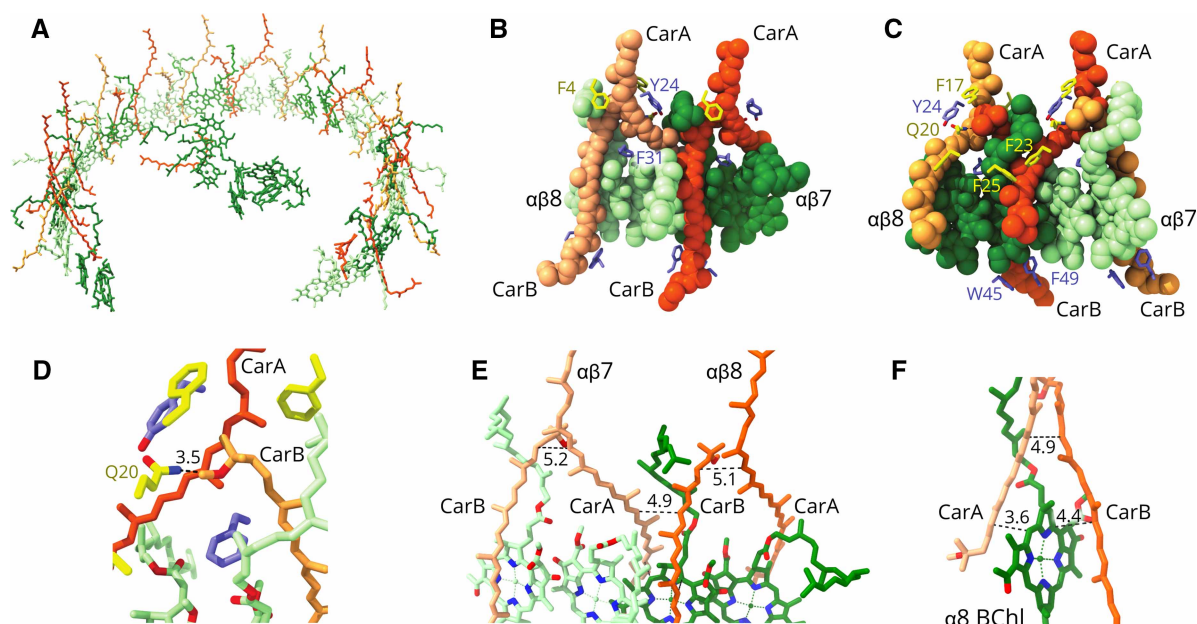 A
B
CarA
CarA
F4
Y24
F31
αβ8
αβ7
CarB
CarB
C
CarA
F17
Y24
Q20
F23
F25
αβ8
αβ7
W45
F49
CarB
CarB
D
CarA
3.5
CarB
Q20
E
αβ7
αβ8
5.2
5.1
4.9
CarB
CarA
CarB
CarA
F
4.9
CarA
3.6
4.4
CarB
α8 BChl